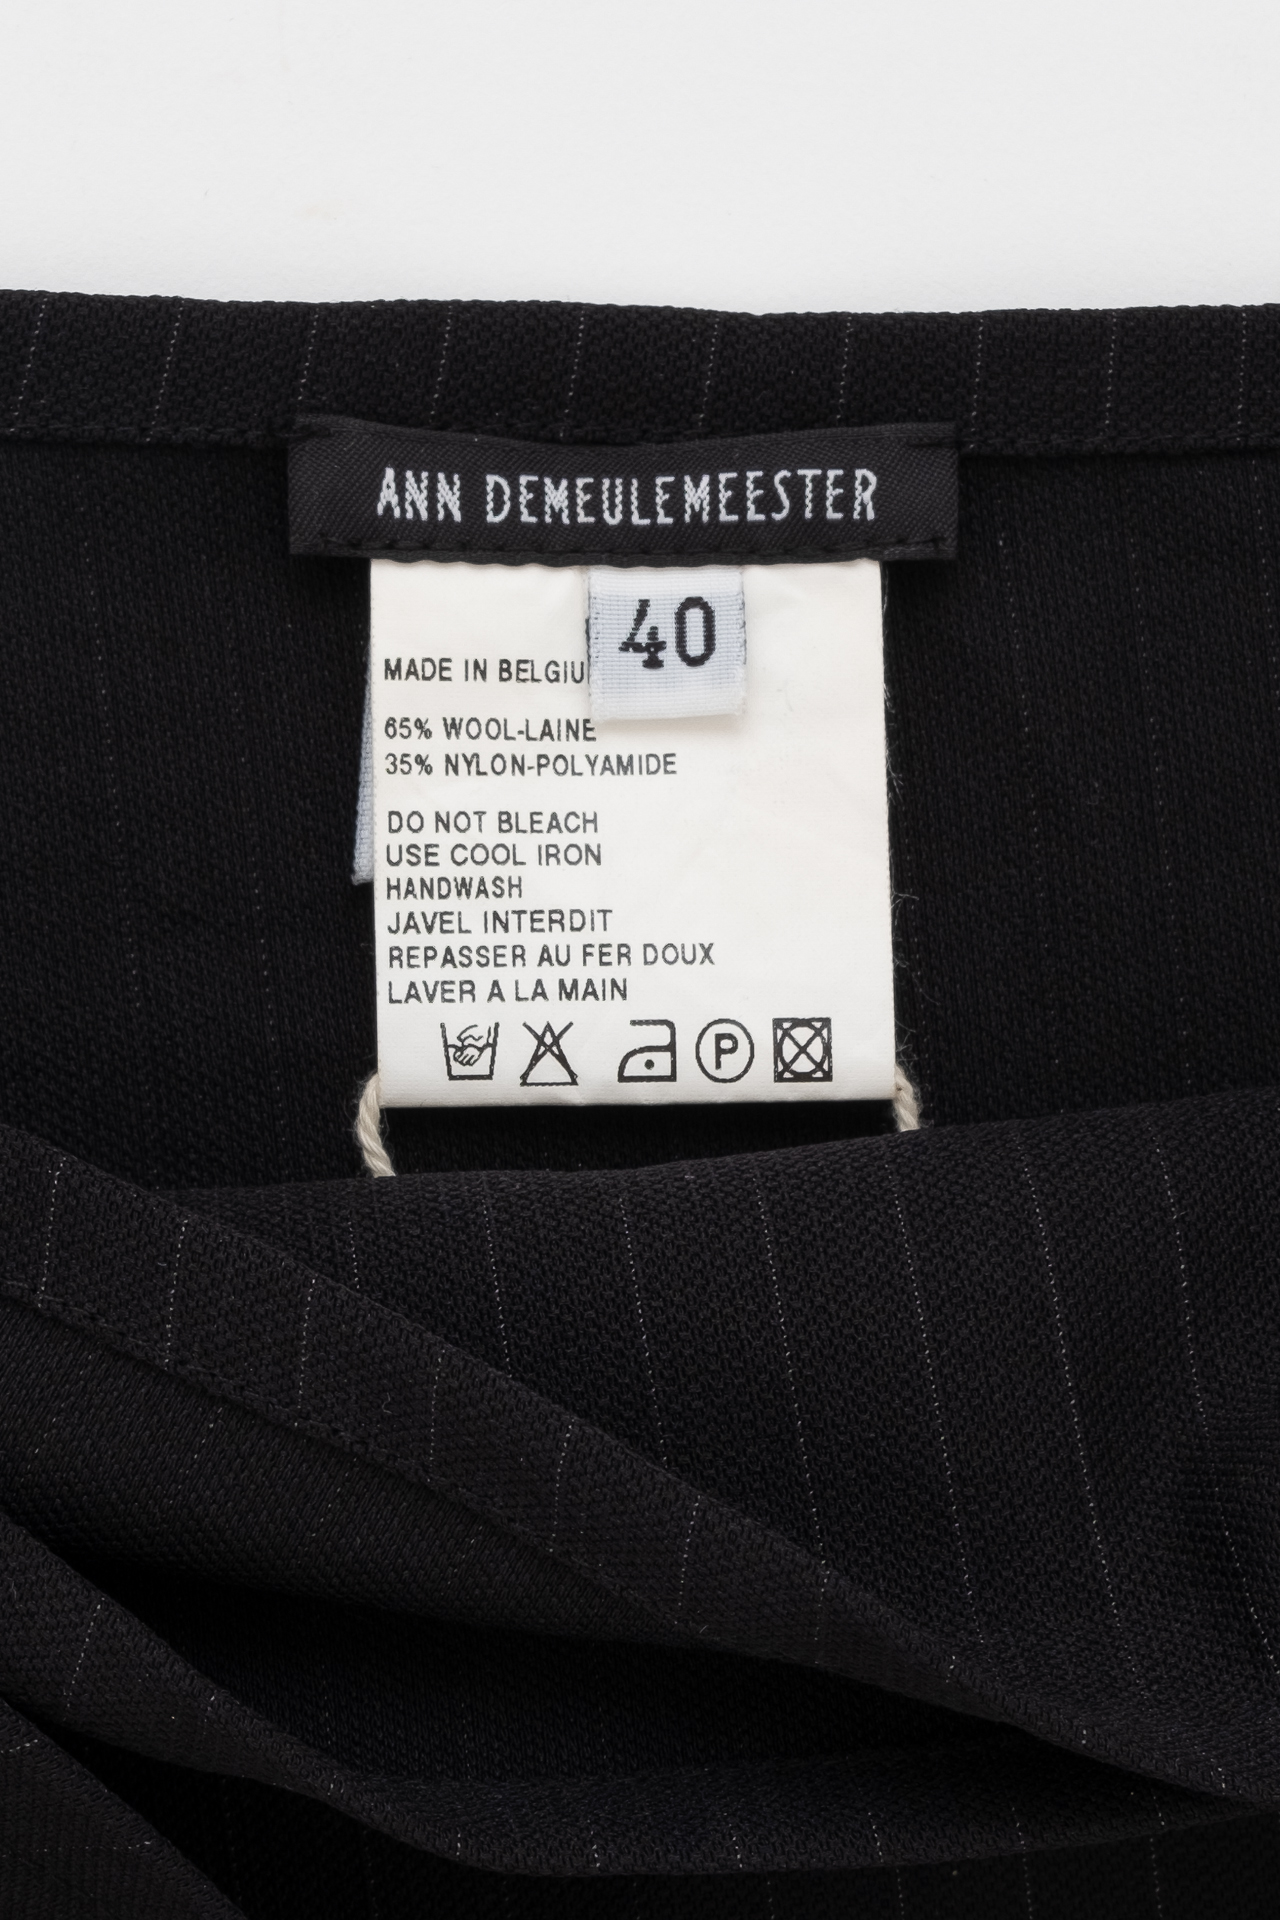 ANN DEMEULEMEESTER
40
MADE IN BELGIU
65% WOOL-LAINE
35% NYLON-POLYAMIDE
DO NOT BLEACH
USE COOL IRON
HANDWASH
JAVEL INTERDIT
REPASSER AU FER DOUX
LAVER A LA MAIN
P